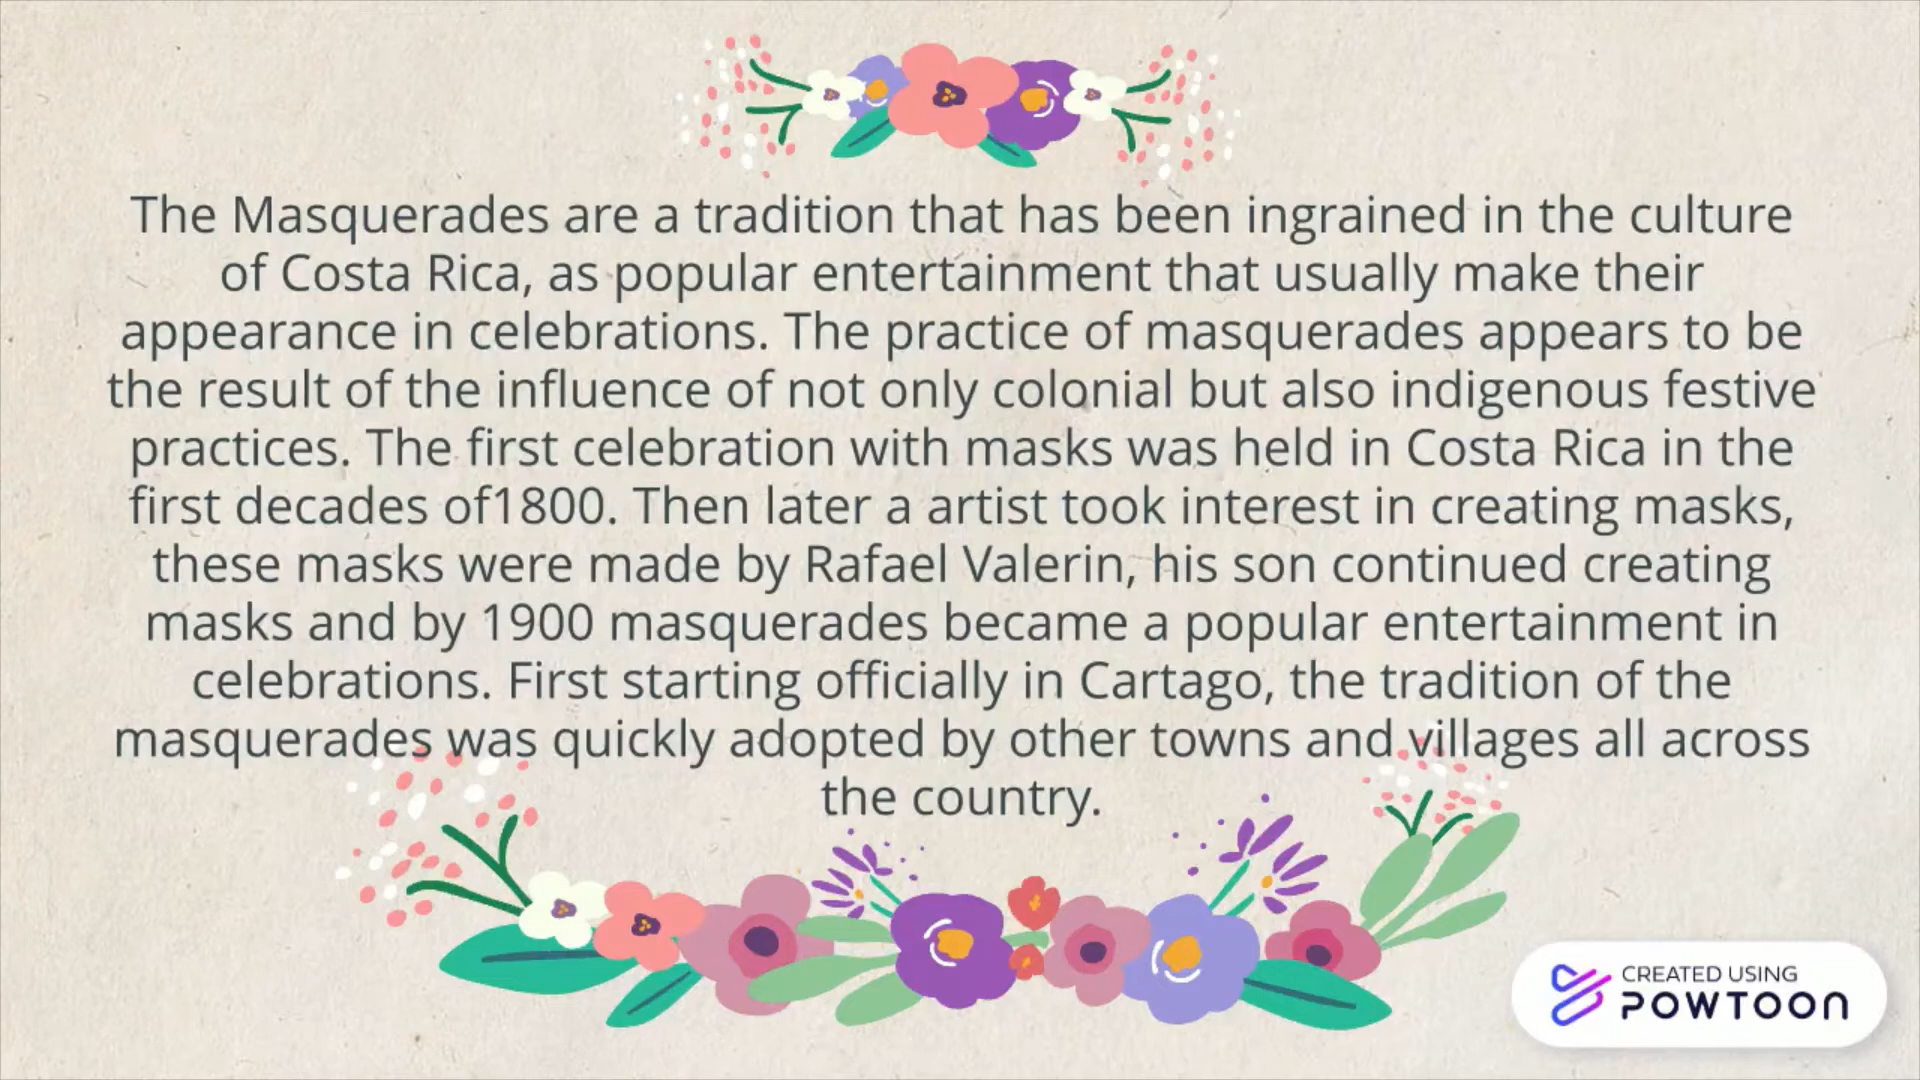 The Masquerades are a tradition that has been ingrained in the culture
of Costa Rica, as popular entertainment that usually make their
appearance in celebrations. The practice of masquerades appears to be
the result of the influence of not only colonial but also indigenous festive
practices. The first celebration with masks was held in Costa Rica in the
first decades of1800. Then later a artist took interest in creating masks,
these masks were made by Rafael Valerin, his son continued creating
masks and by 1900 masquerades became a popular entertainment in
celebrations. First starting officially in Cartago, the tradition of the
masquerades was quickly adopted by other towns and villages all across
the country.
CREATED USING
POWTOON